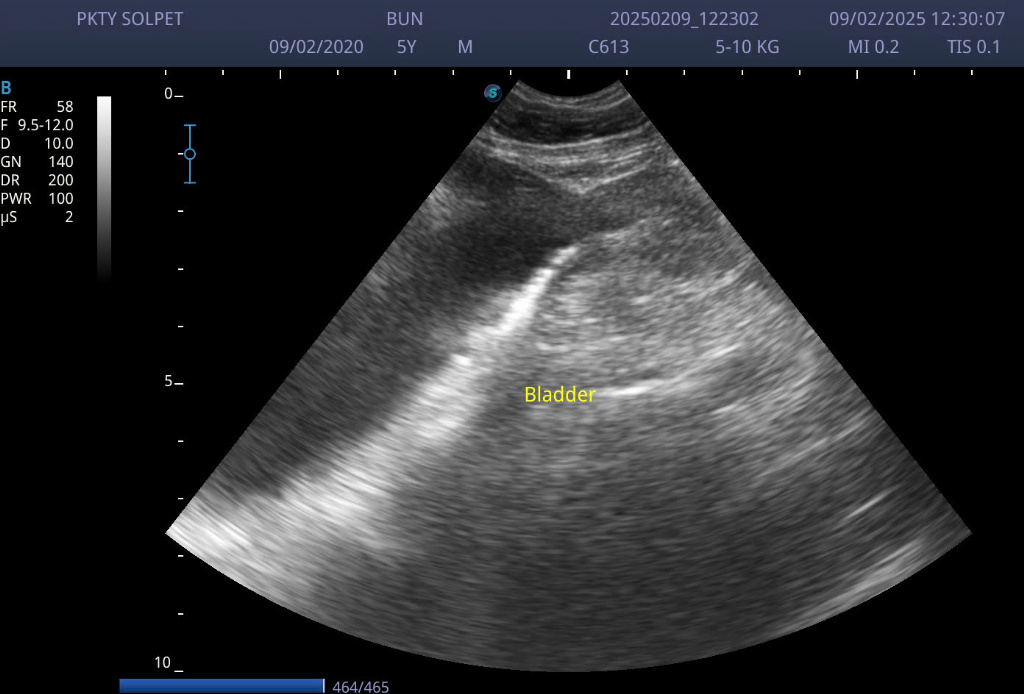 PKTY SOLPET BUN 20250209_122302 09/02/2025 12:30:07
09/02/2020 5Y M C613 5-10 KG MI 0.2 TIS 0.1
B
FR 58
F 9.5-12.0
D 10.0
GN 140
DR 200
PWR 100
µS 2
0
S
5
Bladder
10
464/465